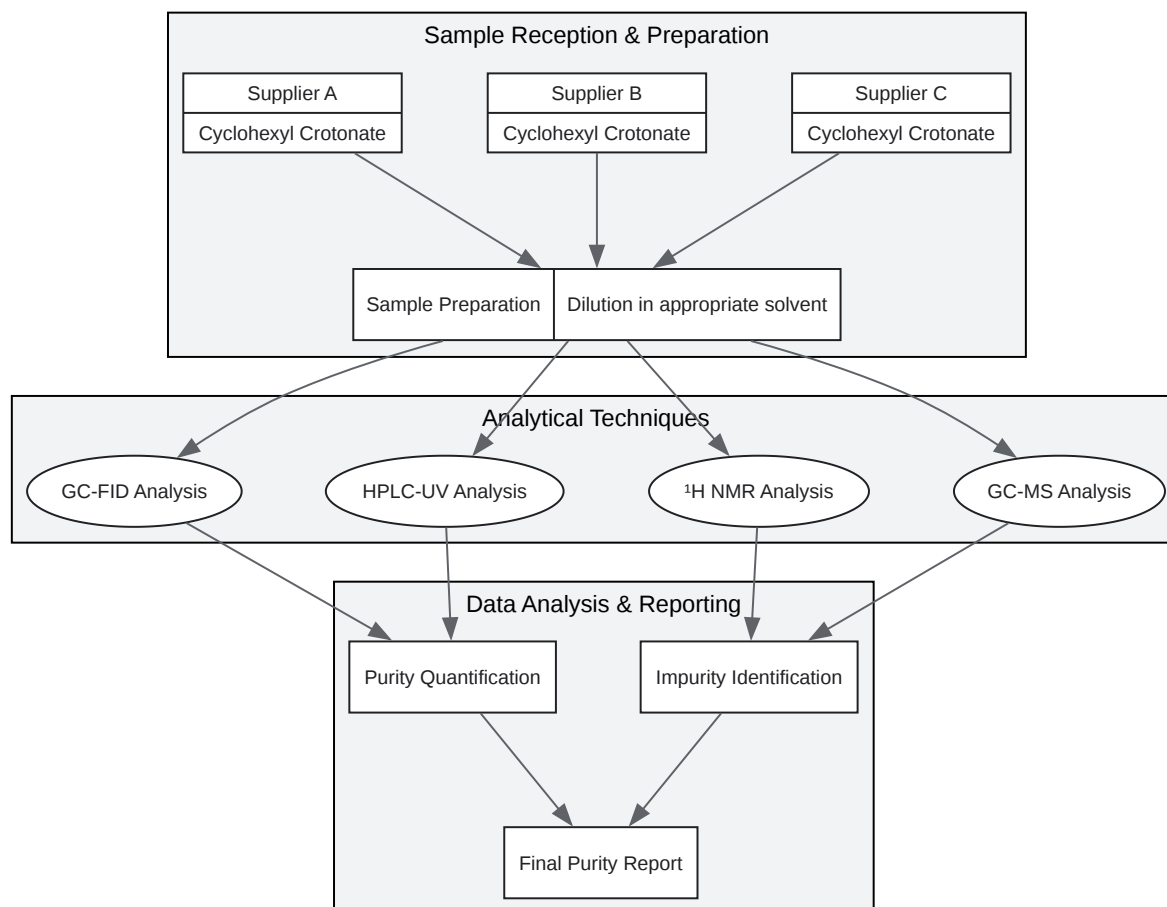 Sample Reception & Preparation
Supplier A
Cyclohexyl Crotonate
Supplier B
Cyclohexyl Crotonate
Supplier C
Cyclohexyl Crotonate
Sample Preparation
Dilution in appropriate solvent
Analytical Techniques
GC-FID Analysis
HPLC-UV Analysis
¹H NMR Analysis
GC-MS Analysis
Data Analysis & Reporting
Purity Quantification
Impurity Identification
Final Purity Report